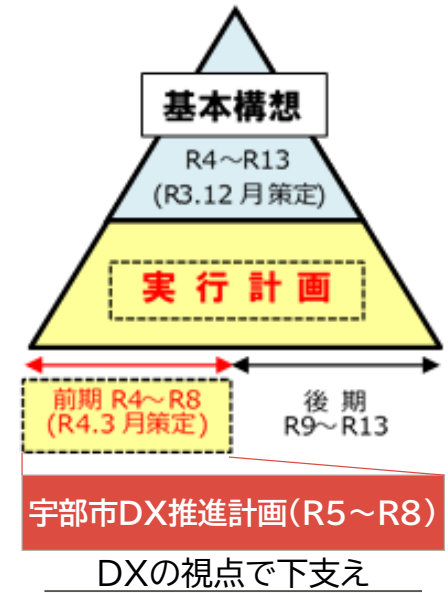 基本構想
R4～R13
(R3.12月策定)
実行計画
前期 R4～R8
(R4.3月策定)
後期
R9～R13
宇部市DX推進計画(R5～R8)
DXの視点で下支え